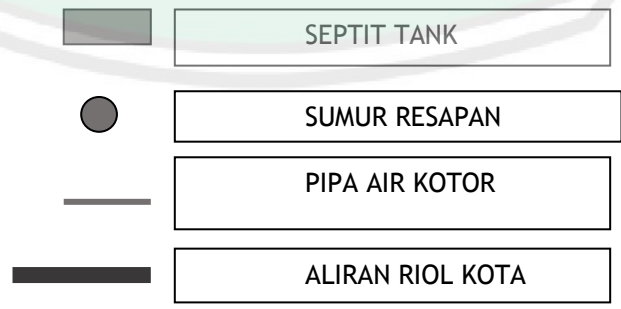 SEPTIT TANK
SUMUR RESAPAN
PIPA AIR KOTOR
ALIRAN RIOL KOTA